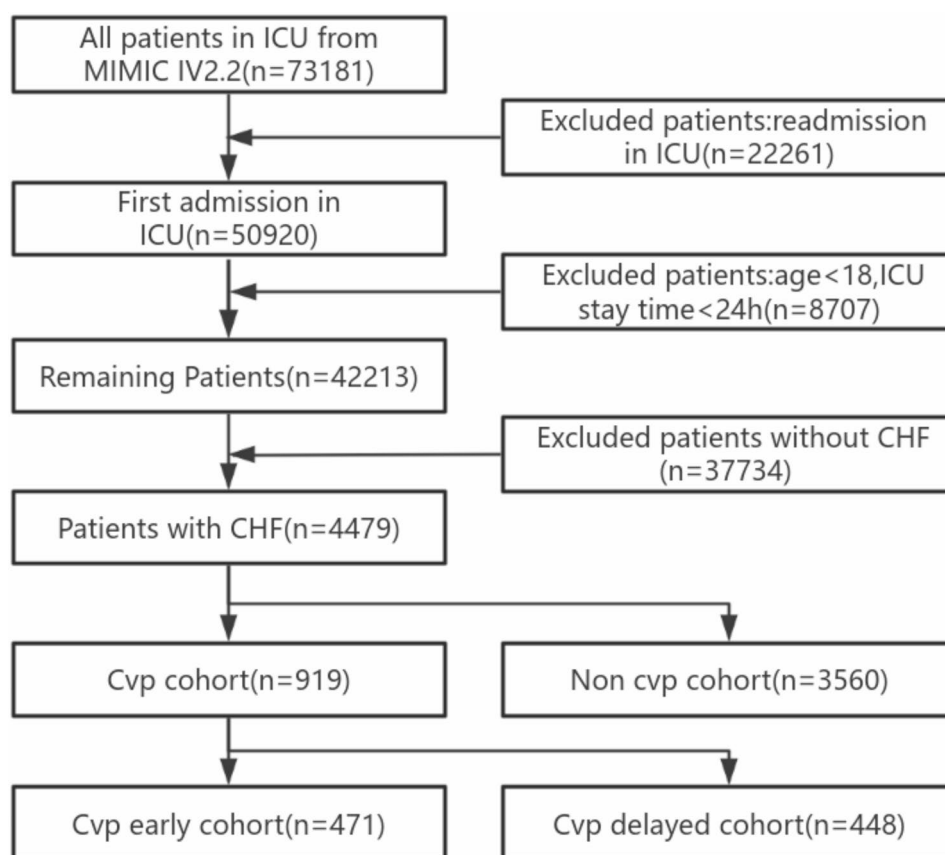 All patients in ICU from
MIMIC IV2.2(n=73181)
Excluded patients:readmission
in ICU(n=22261)
First admission in
ICU(n=50920)
Excluded patients:age<18,ICU
stay time<24h(n=8707)
Remaining Patients(n=42213)
Excluded patients without CHF
(n=37734)
Patients with CHF(n=4479)
Cvp cohort(n=919)
Non cvp cohort(n=3560)
Cvp early cohort(n=471)
Cvp delayed cohort(n=448)